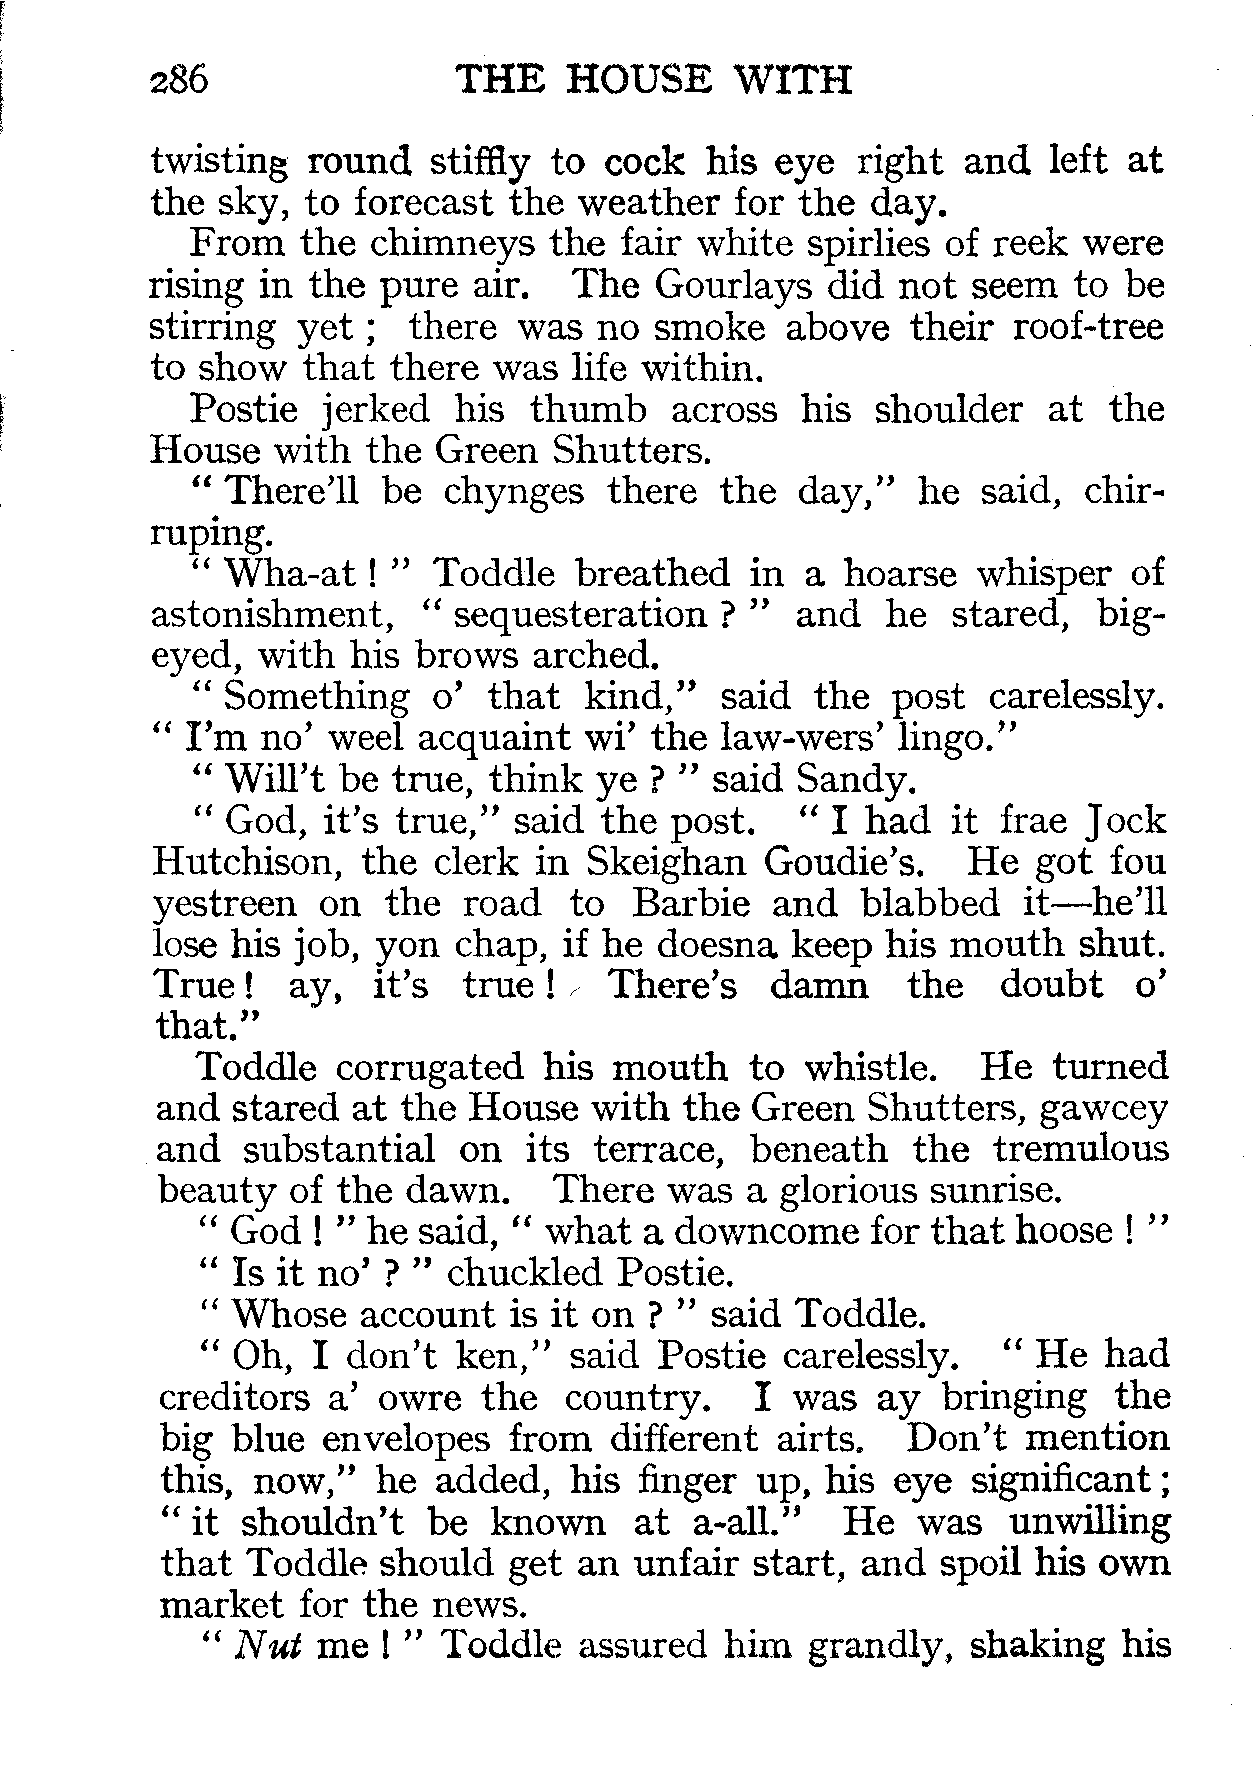 286 THE HOUSE WITH
twisting round stiffly to cock his eye right and left at
the sky, to forecast the weather for the day.
From the chimneys the fair white spirlies of reek were
rising in the pure air. The Gourlays did not seem to be
stirring yet ; there was no smoke above their roof-tree
to show that there was life within.
Postie jerked his thumb across his shoulder at the
House with the Green Shutters.
" There'll be chynges there the day," he said, chir-
ruping.
" Wha-at ! " Toddle breathed in a hoarse whisper of
astonishment, " sequesteration ? " and he stared, big-
eyed, with his brows arched.
" Something o' that kind," said the post carelessly.
" I'm no' weel acquaint wi' the law-wers' lingo."
" Will't be true, think ye ? " said Sandy.
" God, it's true," said the post. " I had it frae Jock
Hutchison, the clerk in Skeighan Goudie's. He got fou
yestreen on the road to Barbie and blabbed it—he'll
lose his job, yon chap, if he doesna keep his mouth shut.
True ! ay, it's true ! There's damn the doubt o'
that."
Toddle corrugated his mouth to whistle. He turned
and stared at the House with the Green Shutters, gawcey
and substantial on its terrace, beneath the tremulous
beauty of the dawn. There was a glorious sunrise.
" God ! " he said, " what a downcome for that hoose ! "
" Is it no' ? " chuckled Postie.
" Whose account is it on ? " said Toddle.
" Oh, I don't ken," said Postie carelessly. " He had
creditors a' owre the country. I was ay bringing the
big blue envelopes from different airts. Don't mention
this, now," he added, his finger up, his eye significant ;
" it shouldn't be known at a-all." He was unwilling
that Toddle should get an unfair start, and spoil his own
market for the news.
" Nut me ! " Toddle assured him grandly, shaking his